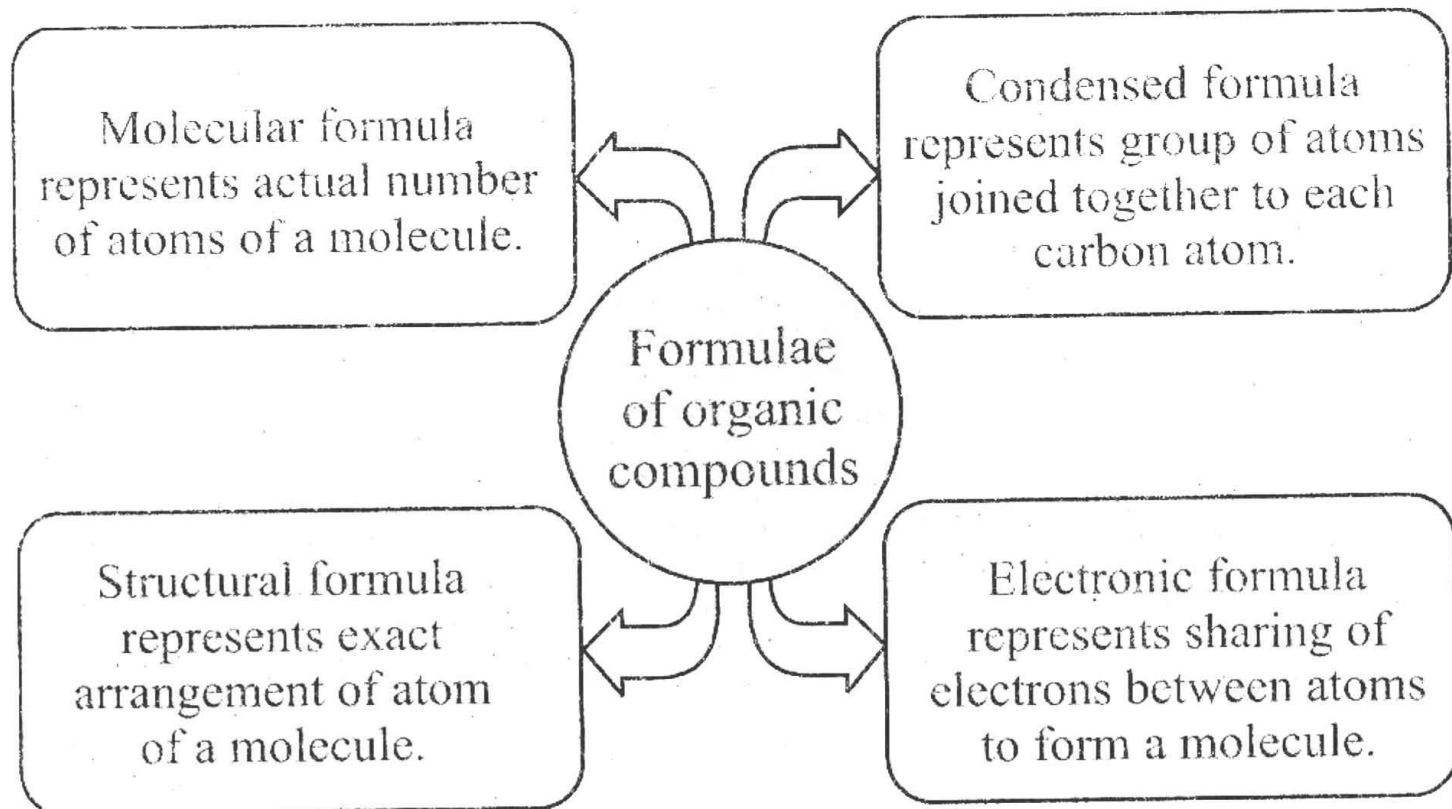 Molecular formula
represents actual number
of atoms of a molecule.
Condensed formula
represents group of atoms
joined together to each
carbon atom.
Formulae
of organic
compounds
Structural formula
represents exact
arrangement of atom
of a molecule.
Electronic formula
represents sharing of
electrons between atoms
to form a molecule.